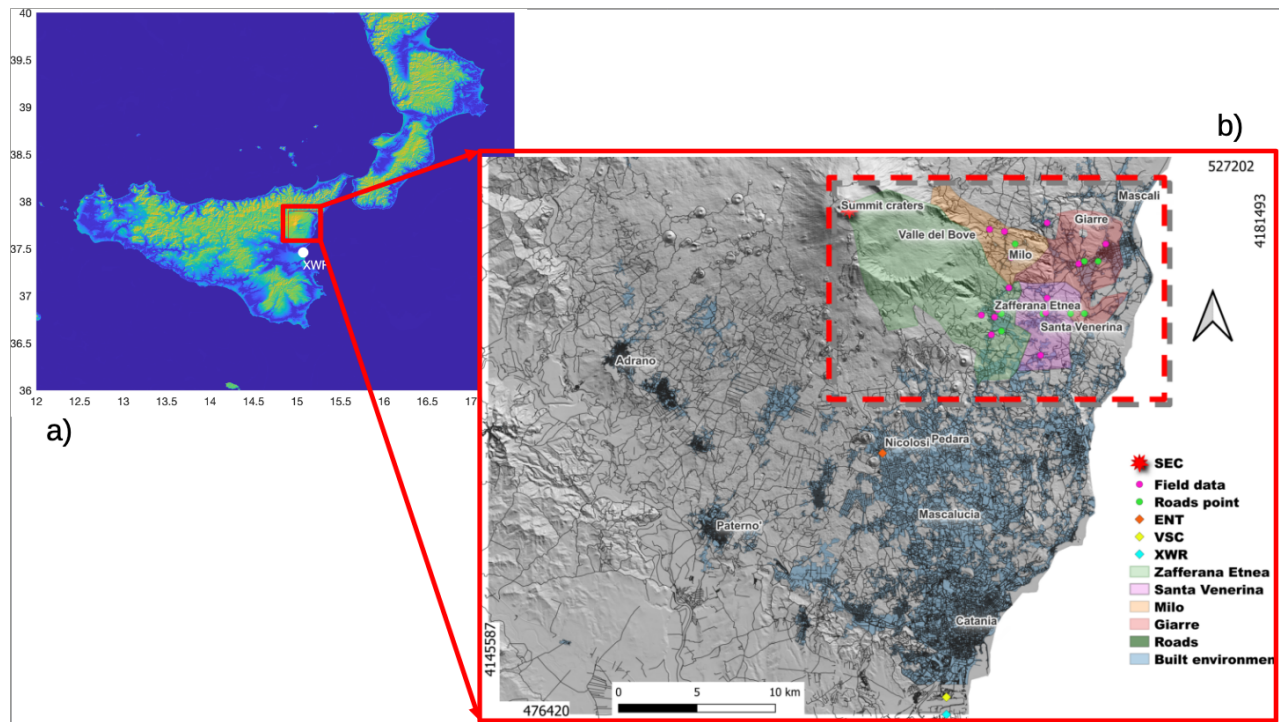 40
39.5
39
38.5
38
37.5
37
36.5
36
12
12.5
13
13.5
14
14.5
15
15.5
16
16.5
17
XWF
a)
b)
527202
4181493
Mascali
Summit craters
Giarre
Valle del Bove
Milo
Zafferana Etnea
Santa Venerina
Adrano
Nicolosi
Pedara
Mascalucia
Paterno'
Catania
4145587
476420
0
5
10 km
SEC
Field data
Roads point
ENT
VSC
XWR
Zafferana Etnea
Santa Venerina
Milo
Giarre
Roads
Built environmen